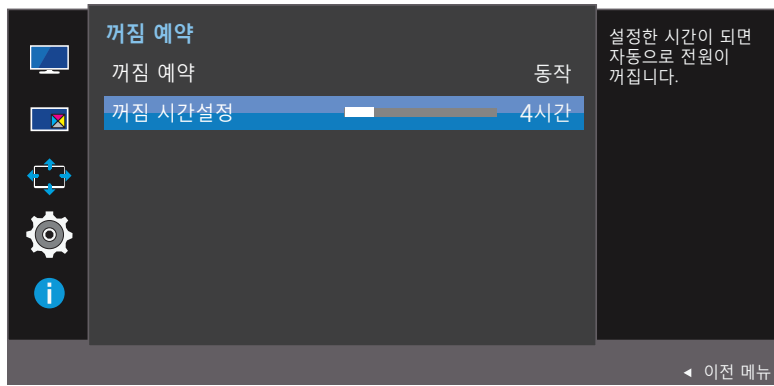 꺼짐 예약
꺼짐 예약 동작
꺼짐 시간설정 4시간
설정한 시간이 되면
자동으로 전원이
꺼집니다.
i
◀ 이전 메뉴